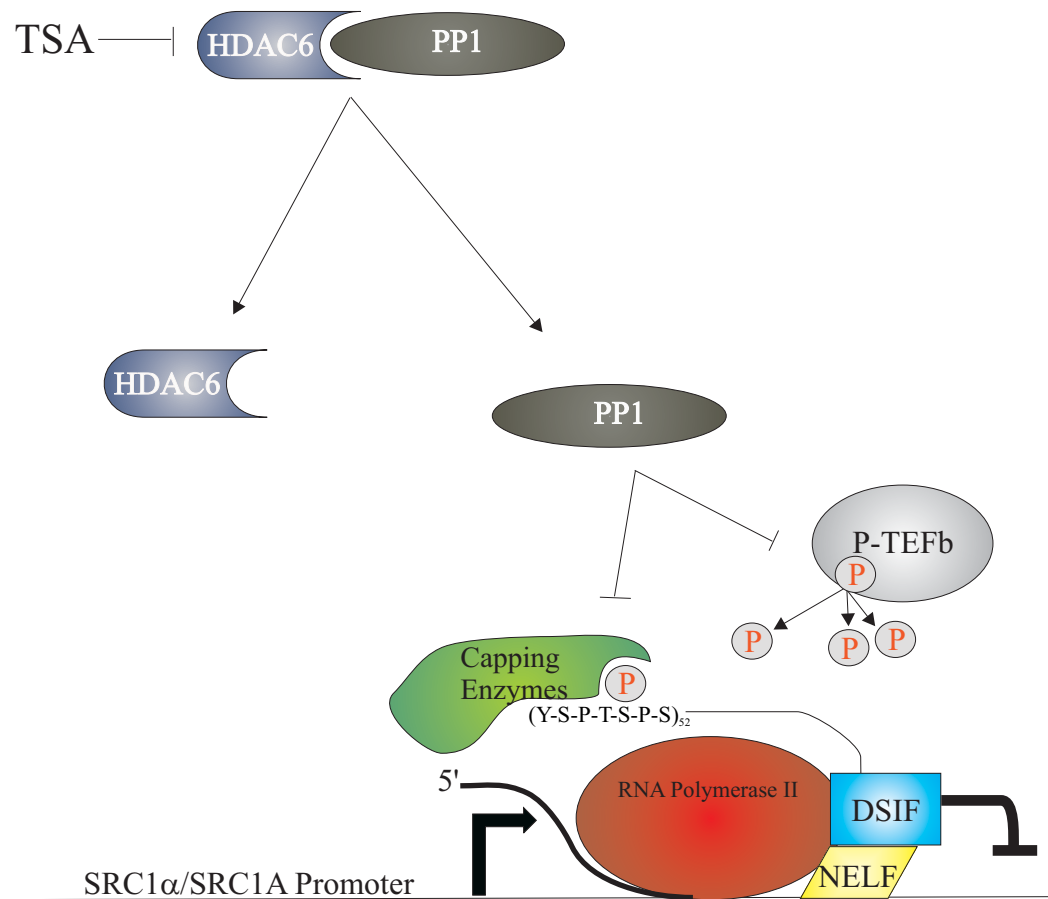 TSA
HDAC6
PP1
HDAC6
PP1
P-TEFb
P
P
P
P
Capping
Enzymes
P
(Y-S-P-T-S-P-S)52
5'
RNA Polymerase II
DSIF
NELF
SRC1α/SRC1A Promoter